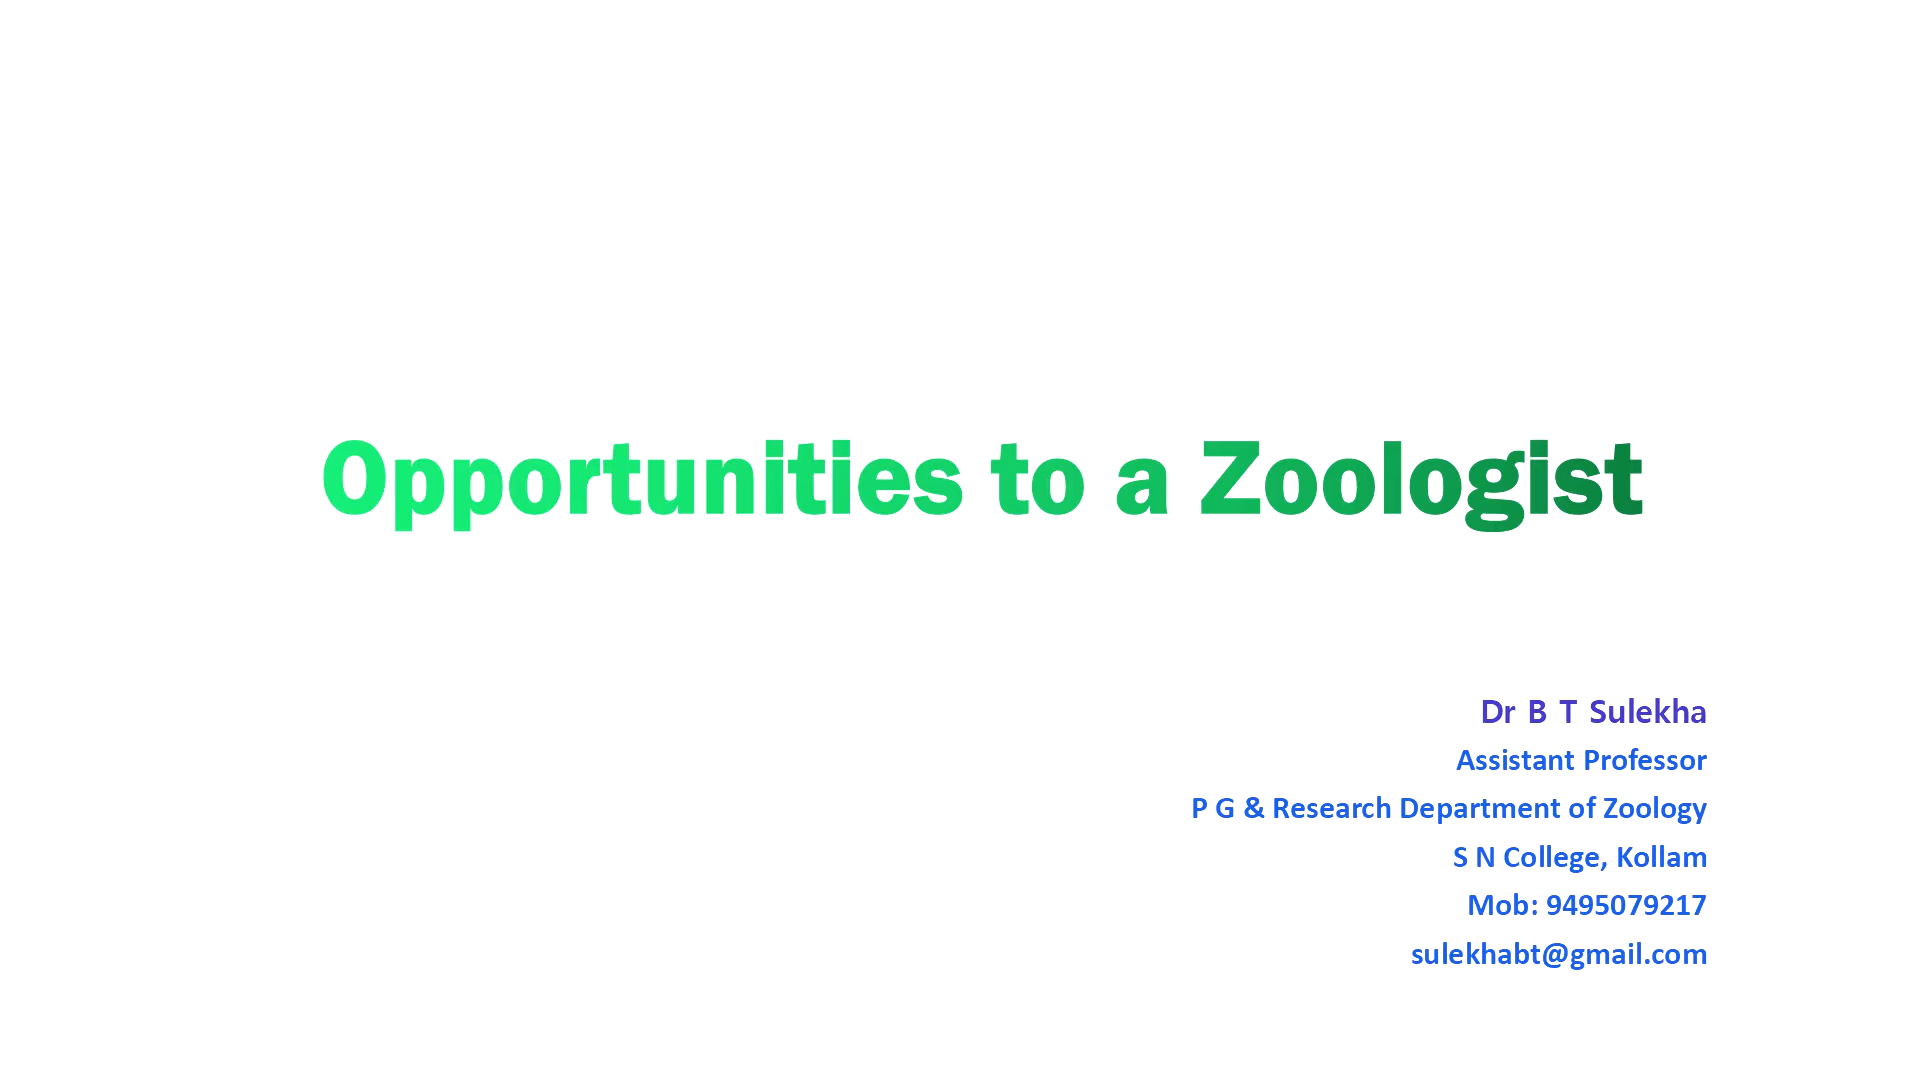 Opportunities to a Zoologist
Dr B T Sulekha
Assistant Professor
P G & Research Department of Zoology
S N College, Kollam
Mob: 9495079217
sulekhabt@gmail.com